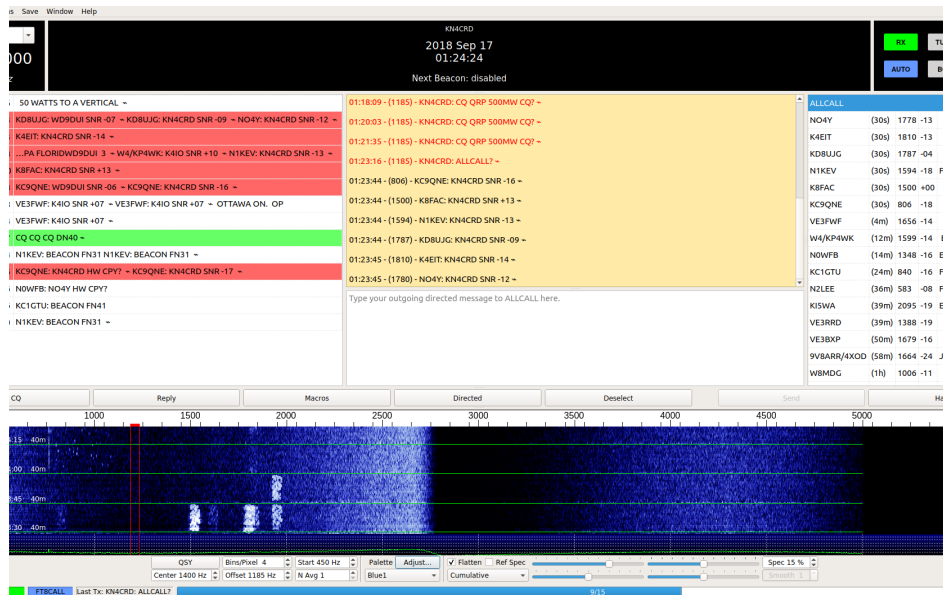 Save Window Help
000
KN4CRD
2018 Sep 17
01:24:24
Next Beacon: disabled
RX
AUTO
50 WATTS TO A VERTICAL ¬
KD8UJG: WD9DUI SNR -07 ¬ KD8UJG: KN4CRD SNR -09 ¬ NO4Y: KN4CRD SNR -12 ¬
K4EIT: KN4CRD SNR -14 ¬
...PA FLORIDWD9DUI 3 ¬ W4/KP4WK: K4IO SNR +10 ¬ N1KEV: KN4CRD SNR -13 ¬
K8FAC: KN4CRD SNR +13 ¬
KC9QNE: WD9DUI SNR -06 ¬ KC9QNE: KN4CRD SNR -16 ¬
VE3FWF: K4IO SNR +07 ¬ VE3FWF: K4IO SNR +07 ¬ OTTAWA ON. OP
VE3FWF: K4IO SNR +07 ¬
CQ CQ CQ DN40 ¬
N1KEV: BEACON FN31 N1KEV: BEACON FN31 ¬
KC9QNE: KN4CRD HW CPY? ¬ KC9QNE: KN4CRD SNR -17 ¬
N0WFB: NO4Y HW CPY?
KC1GTU: BEACON FN41
N1KEV: BEACON FN31 ¬
01:18:09 - (1185) - KN4CRD: CQ QRP 500MW CQ? ¬
01:20:03 - (1185) - KN4CRD: CQ QRP 500MW CQ? ¬
01:21:35 - (1185) - KN4CRD: CQ QRP 500MW CQ? ¬
01:23:16 - (1185) - KN4CRD: ALLCALL? ¬
01:23:44 - (806) - KC9QNE: KN4CRD SNR -16 ¬
01:23:44 - (1500) - K8FAC: KN4CRD SNR +13 ¬
01:23:44 - (1594) - N1KEV: KN4CRD SNR -13 ¬
01:23:44 - (1787) - KD8UJG: KN4CRD SNR -09 ¬
01:23:45 - (1810) - K4EIT: KN4CRD SNR -14 ¬
01:23:45 - (1780) - NO4Y: KN4CRD SNR -12 ¬
Type your outgoing directed message to ALLCALL here.
ALLCALL
NO4Y (30s) 1778 -13
K4EIT (30s) 1810 -13
KD8UJG (30s) 1787 -04
N1KEV (30s) 1594 -18 F
K8FAC (30s) 1500 +00
KC9QNE (30s) 806 -18
VE3FWF (4m) 1656 -14
W4/KP4WK (12m) 1599 -14
N0WFB (14m) 1348 -16 E
KC1GTU (24m) 840 -16 F
N2LEE (36m) 583 -08 F
KI5WA (39m) 2095 -19 E
VE3RRD (39m) 1388 -19
VE3BXP (50m) 1679 -16
9V8ARR/4XOD (58m) 1664 -24 J
W8MDG (1h) 1006 -11
CQ Reply Macros Directed Deselect Send
1000 1500 2000 2500 3000 3500 4000 4500 5000
:15 40m
:00 40m
:45 40m
:30 40m
QSY Bins/Pixel 4 Start 450 Hz Palette Adjust... Flatten Ref Spec Spec 15 %
Center 1400 Hz Offset 1185 Hz N Avg 1 Blue1 Cumulative Smooth 1
FT8CALL Last Tx: KN4CRD: ALLCALL? 9/15